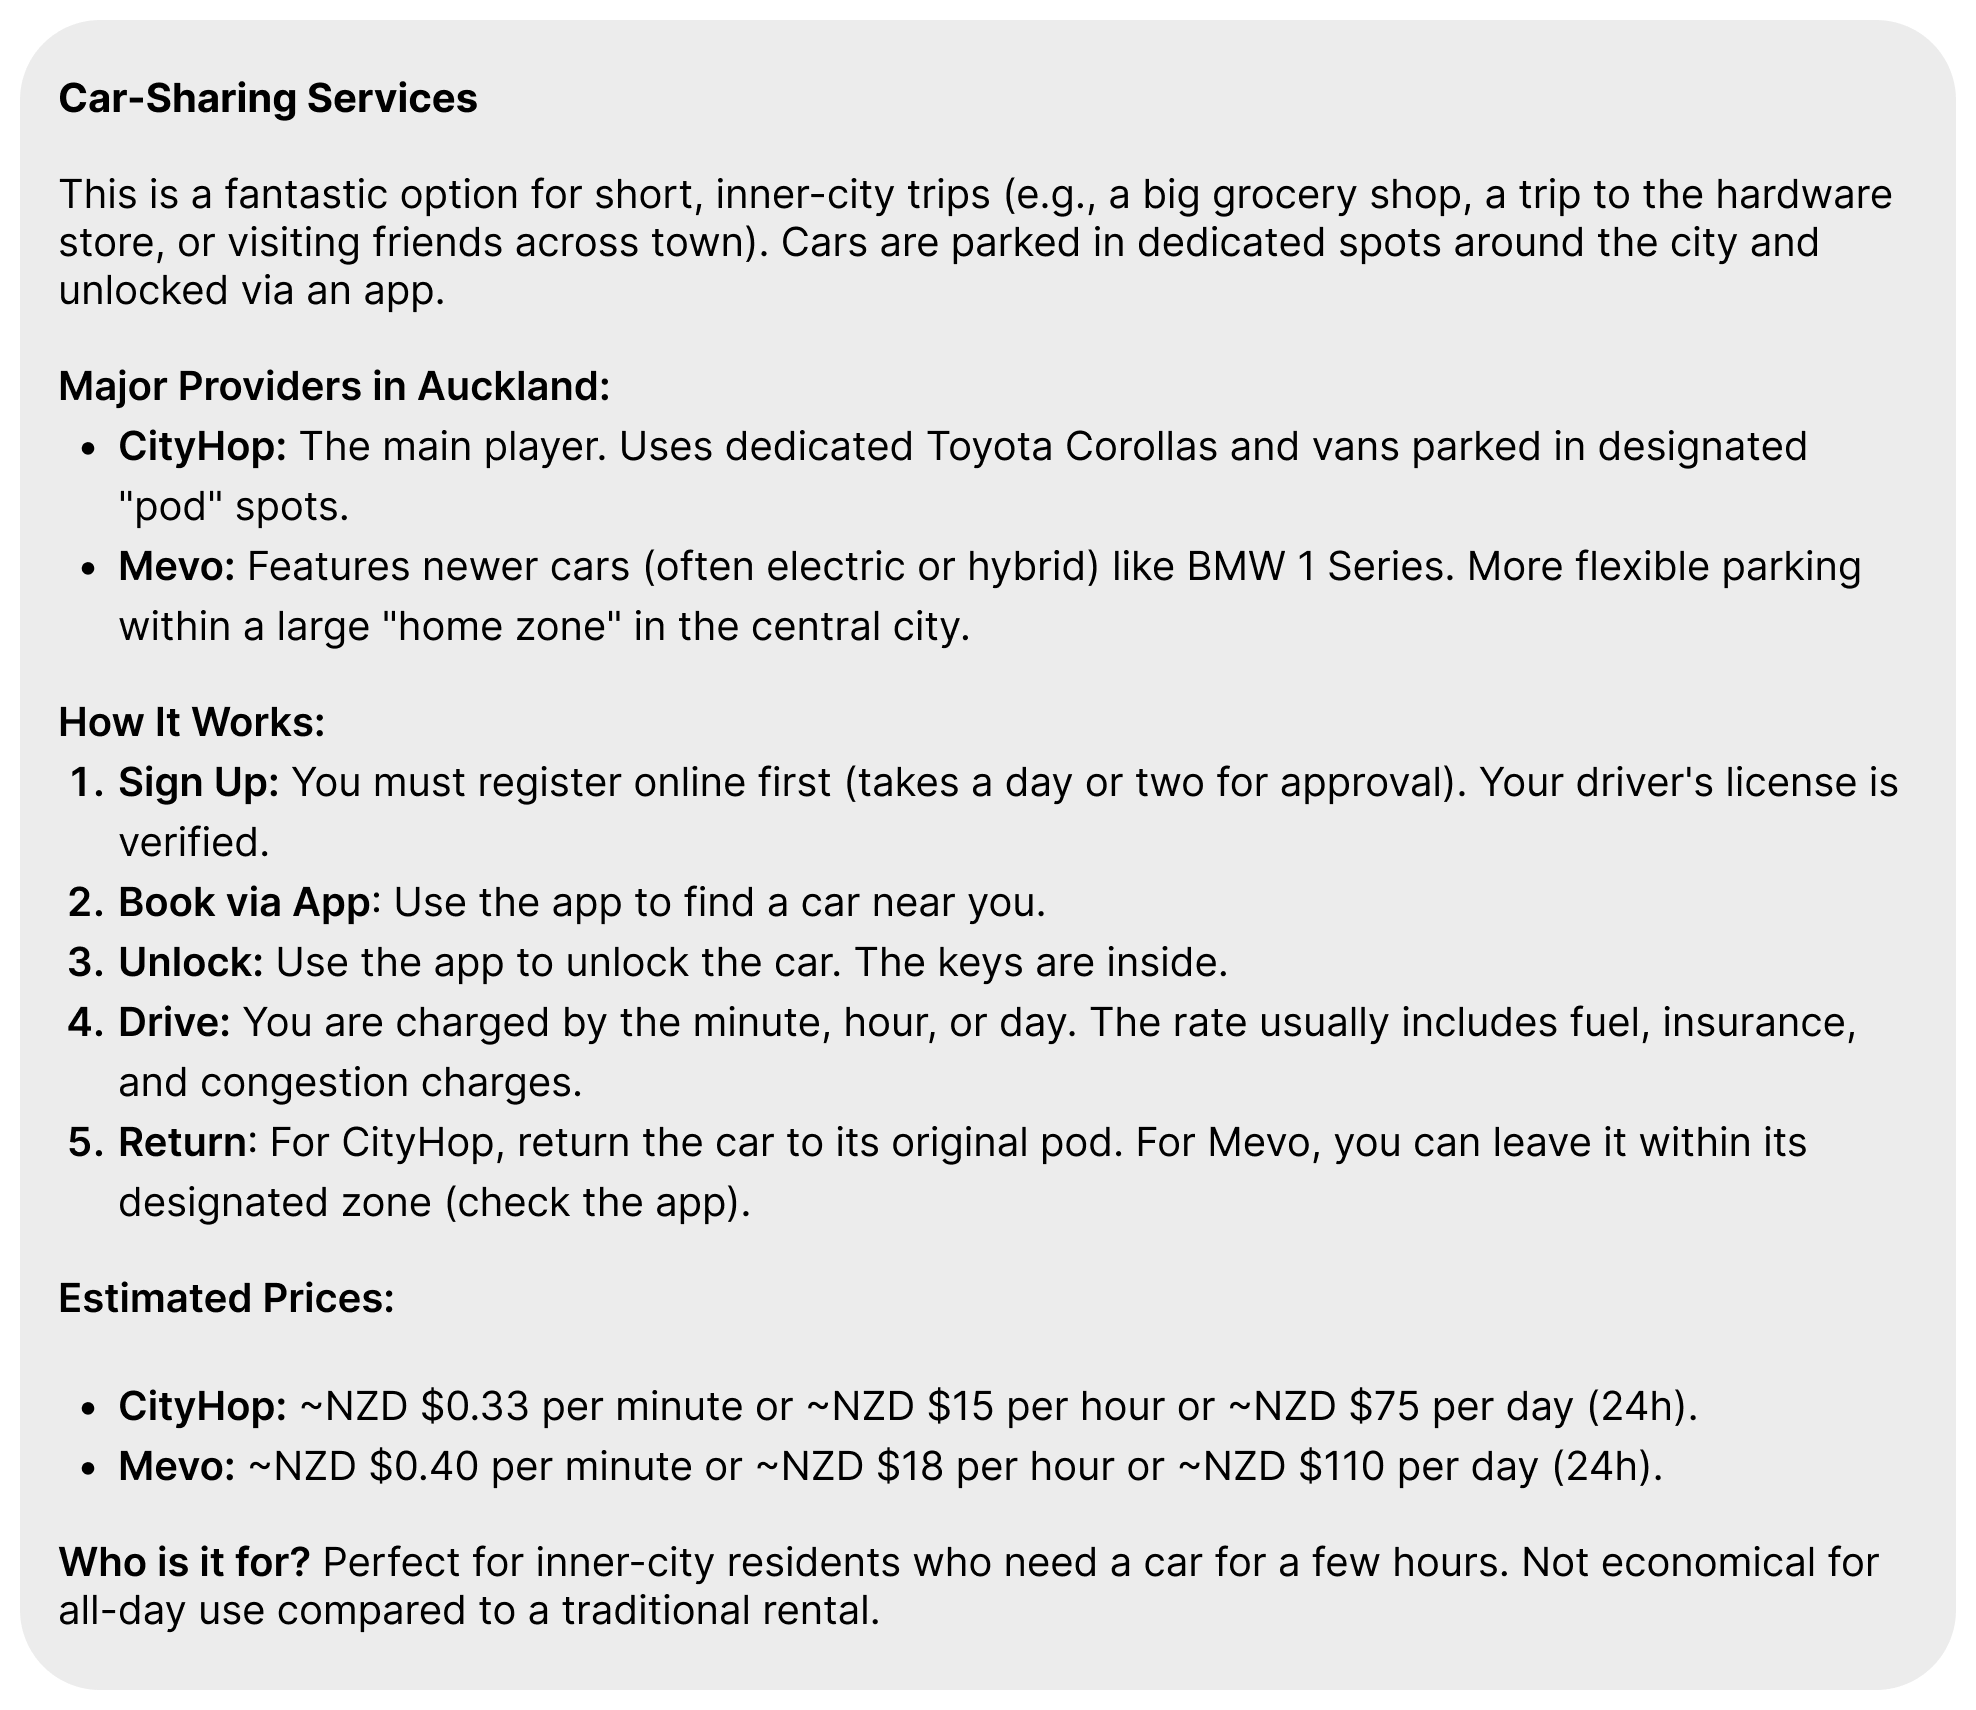 Car-Sharing Services
This is a fantastic option for short, inner-city trips (e.g., a big grocery shop, a trip to the hardware
store, or visiting friends across town). Cars are parked in dedicated spots around the city and
unlocked via an app.
Major Providers in Auckland:
• CityHop: The main player. Uses dedicated Toyota Corollas and vans parked in designated
"pod" spots.
• Mevo: Features newer cars (often electric or hybrid) like BMW 1 Series. More flexible parking
within a large "home zone" in the central city.
How It Works:
1. Sign Up: You must register online first (takes a day or two for approval). Your driver's license is
verified.
2. Book via App: Use the app to find a car near you.
3. Unlock: Use the app to unlock the car. The keys are inside.
4. Drive: You are charged by the minute, hour, or day. The rate usually includes fuel, insurance,
and congestion charges.
5. Return: For CityHop, return the car to its original pod. For Mevo, you can leave it within its
designated zone (check the app).
Estimated Prices:
• CityHop: ~NZD $0.33 per minute or ~NZD $15 per hour or ~NZD $75 per day (24h).
• Mevo: ~NZD $0.40 per minute or ~NZD $18 per hour or ~NZD $110 per day (24h).
Who is it for? Perfect for inner-city residents who need a car for a few hours. Not economical for
all-day use compared to a traditional rental.